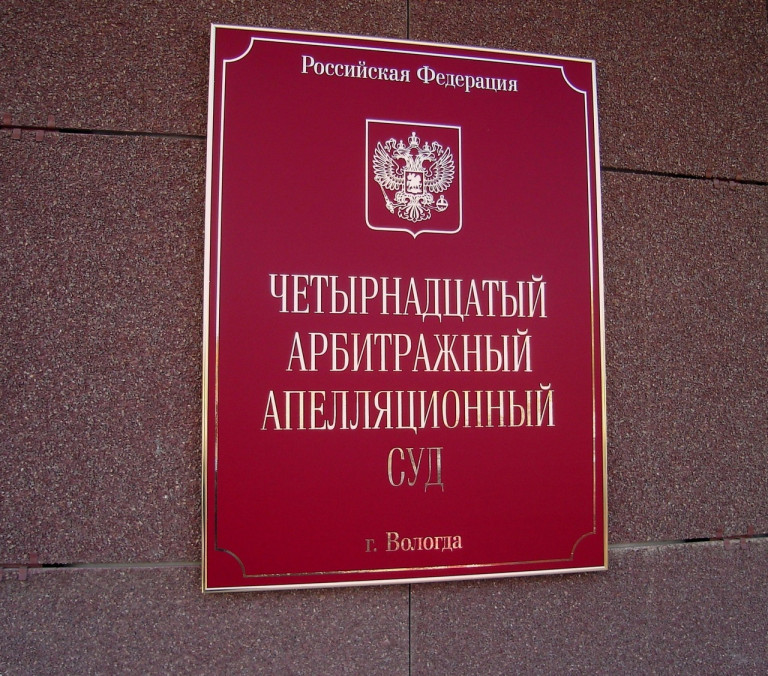 Российская Федерация
ЧЕТЫРНАДЦАТЫЙ
АРБИТРАЖНЫЙ
АПЕЛЛЯЦИОННЫЙ
СУД
г. Вологда